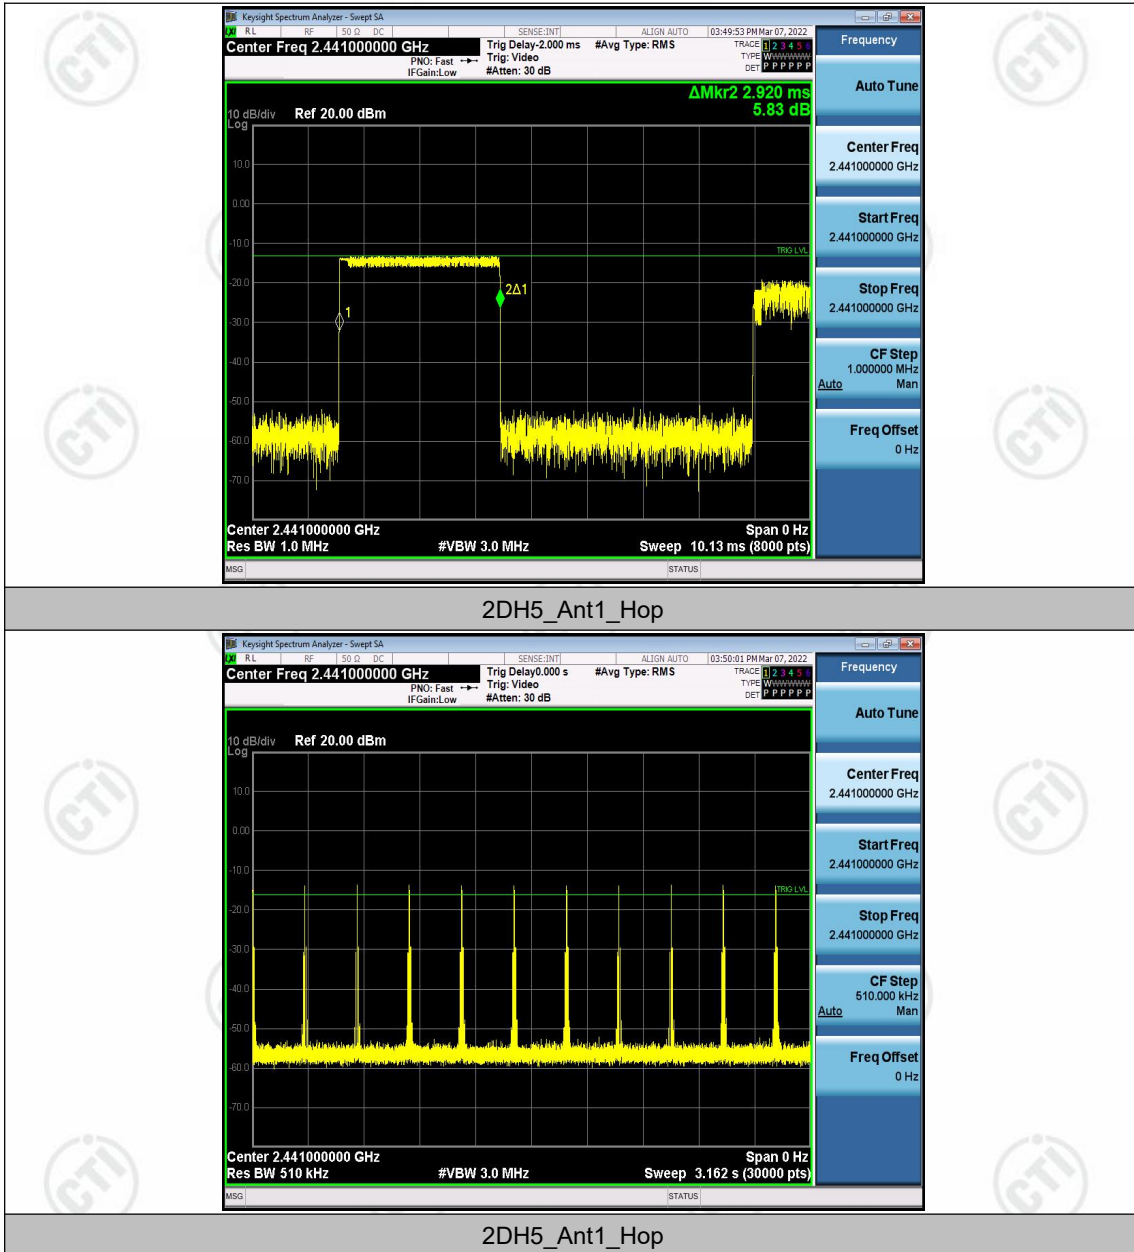 Keysight Spectrum Analyzer - Swept SA
RL RF 50 Ω DC SENSE:INT ALIGN AUTO 03:49:53 PM Mar 07, 2022
Center Freq 2.441000000 GHz
PNO: Fast
IFGain:Low
Trig Delay-2.000 ms
Trig: Video
#Atten: 30 dB
#Avg Type: RMS
TRACE 1 2 3 4 5 6
TYPE WWWWWW
DET P P P P P P
ΔMkr2 2.920 ms
5.83 dB
10 dB/div
Log
Ref 20.00 dBm
10.0
0.00
-10.0
-20.0
-30.0
-40.0
-50.0
-60.0
-70.0
TRIG LVL
1
2Δ1
Center 2.441000000 GHz
Span 0 Hz
Res BW 1.0 MHz
#VBW 3.0 MHz
Sweep 10.13 ms (8000 pts)
MSG
STATUS
Frequency
Auto Tune
Center Freq
2.441000000 GHz
Start Freq
2.441000000 GHz
Stop Freq
2.441000000 GHz
CF Step
1.000000 MHz
Auto Man
Freq Offset
0 Hz
2DH5_Ant1_Hop
Keysight Spectrum Analyzer - Swept SA
RL RF 50 Ω DC SENSE:INT ALIGN AUTO 03:50:01 PM Mar 07, 2022
Center Freq 2.441000000 GHz
PNO: Fast
IFGain:Low
Trig Delay0.000 s
Trig: Video
#Atten: 30 dB
#Avg Type: RMS
TRACE 1 2 3 4 5 6
TYPE WWWWWW
DET P P P P P P
10 dB/div
Log
Ref 20.00 dBm
10.0
0.00
-10.0
-20.0
-30.0
-40.0
-50.0
-60.0
-70.0
TRIG LVL
Center 2.441000000 GHz
Span 0 Hz
Res BW 510 kHz
#VBW 3.0 MHz
Sweep 3.162 s (30000 pts)
MSG
STATUS
Frequency
Auto Tune
Center Freq
2.441000000 GHz
Start Freq
2.441000000 GHz
Stop Freq
2.441000000 GHz
CF Step
510.000 kHz
Auto Man
Freq Offset
0 Hz
2DH5_Ant1_Hop
CTI
CTI
CTI
CTI
CTI
CTI
CTI
CTI